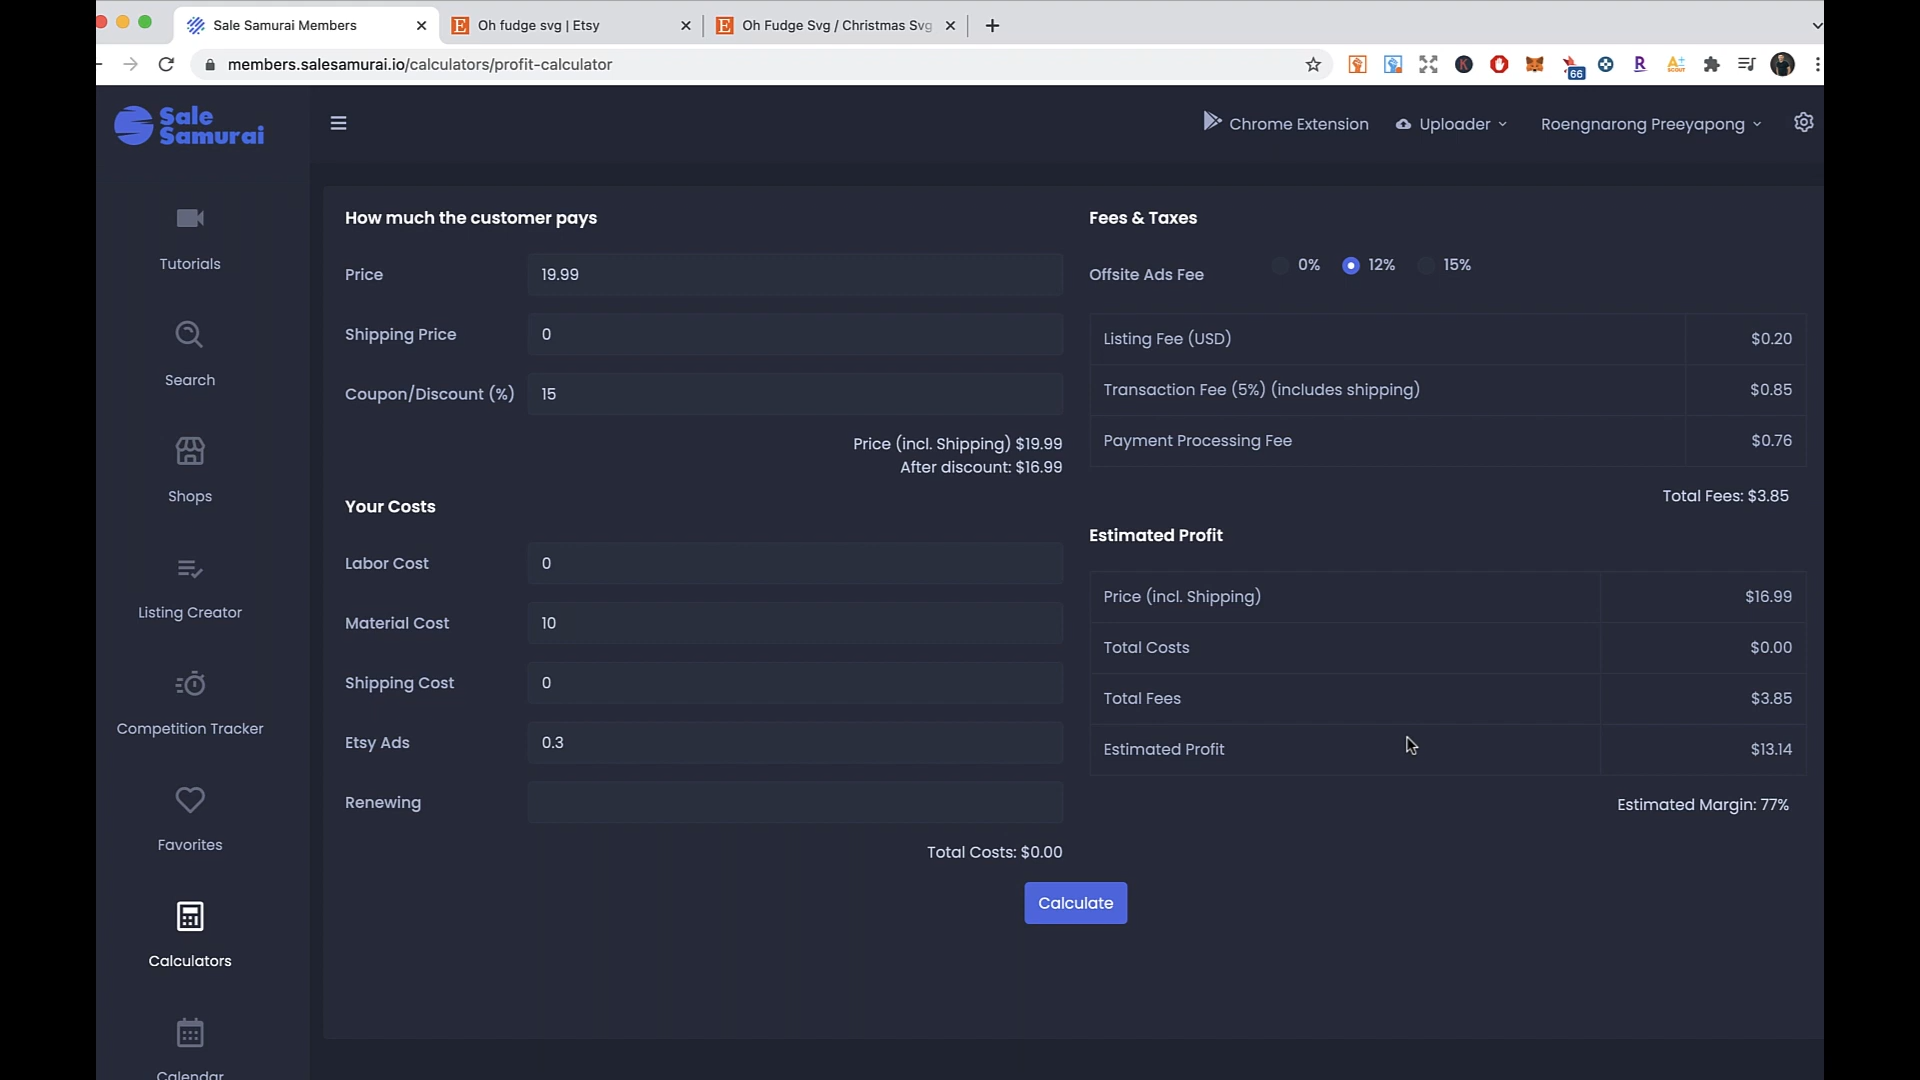 Sale Samurai Members
Oh fudge svg | Etsy
Oh Fudge Svg / Christmas Svg
members.salesamurai.io/calculators/profit-calculator
K
66
R
A+
SCOUT
Sale
Samurai
Chrome Extension
Uploader
Roengnarong Preeyapong
Tutorials
Search
Shops
Listing Creator
Competition Tracker
Favorites
Calculators
Calendar
How much the customer pays
Price 19.99
Shipping Price 0
Coupon/Discount (%) 15
Price (incl. Shipping) $19.99
After discount: $16.99
Your Costs
Labor Cost 0
Material Cost 10
Shipping Cost 0
Etsy Ads 0.3
Renewing
Total Costs: $0.00
Calculate
Fees & Taxes
Offsite Ads Fee 0% 12% 15%
Listing Fee (USD) $0.20
Transaction Fee (5%) (includes shipping) $0.85
Payment Processing Fee $0.76
Total Fees: $3.85
Estimated Profit
Price (incl. Shipping) $16.99
Total Costs $0.00
Total Fees $3.85
Estimated Profit $13.14
Estimated Margin: 77%